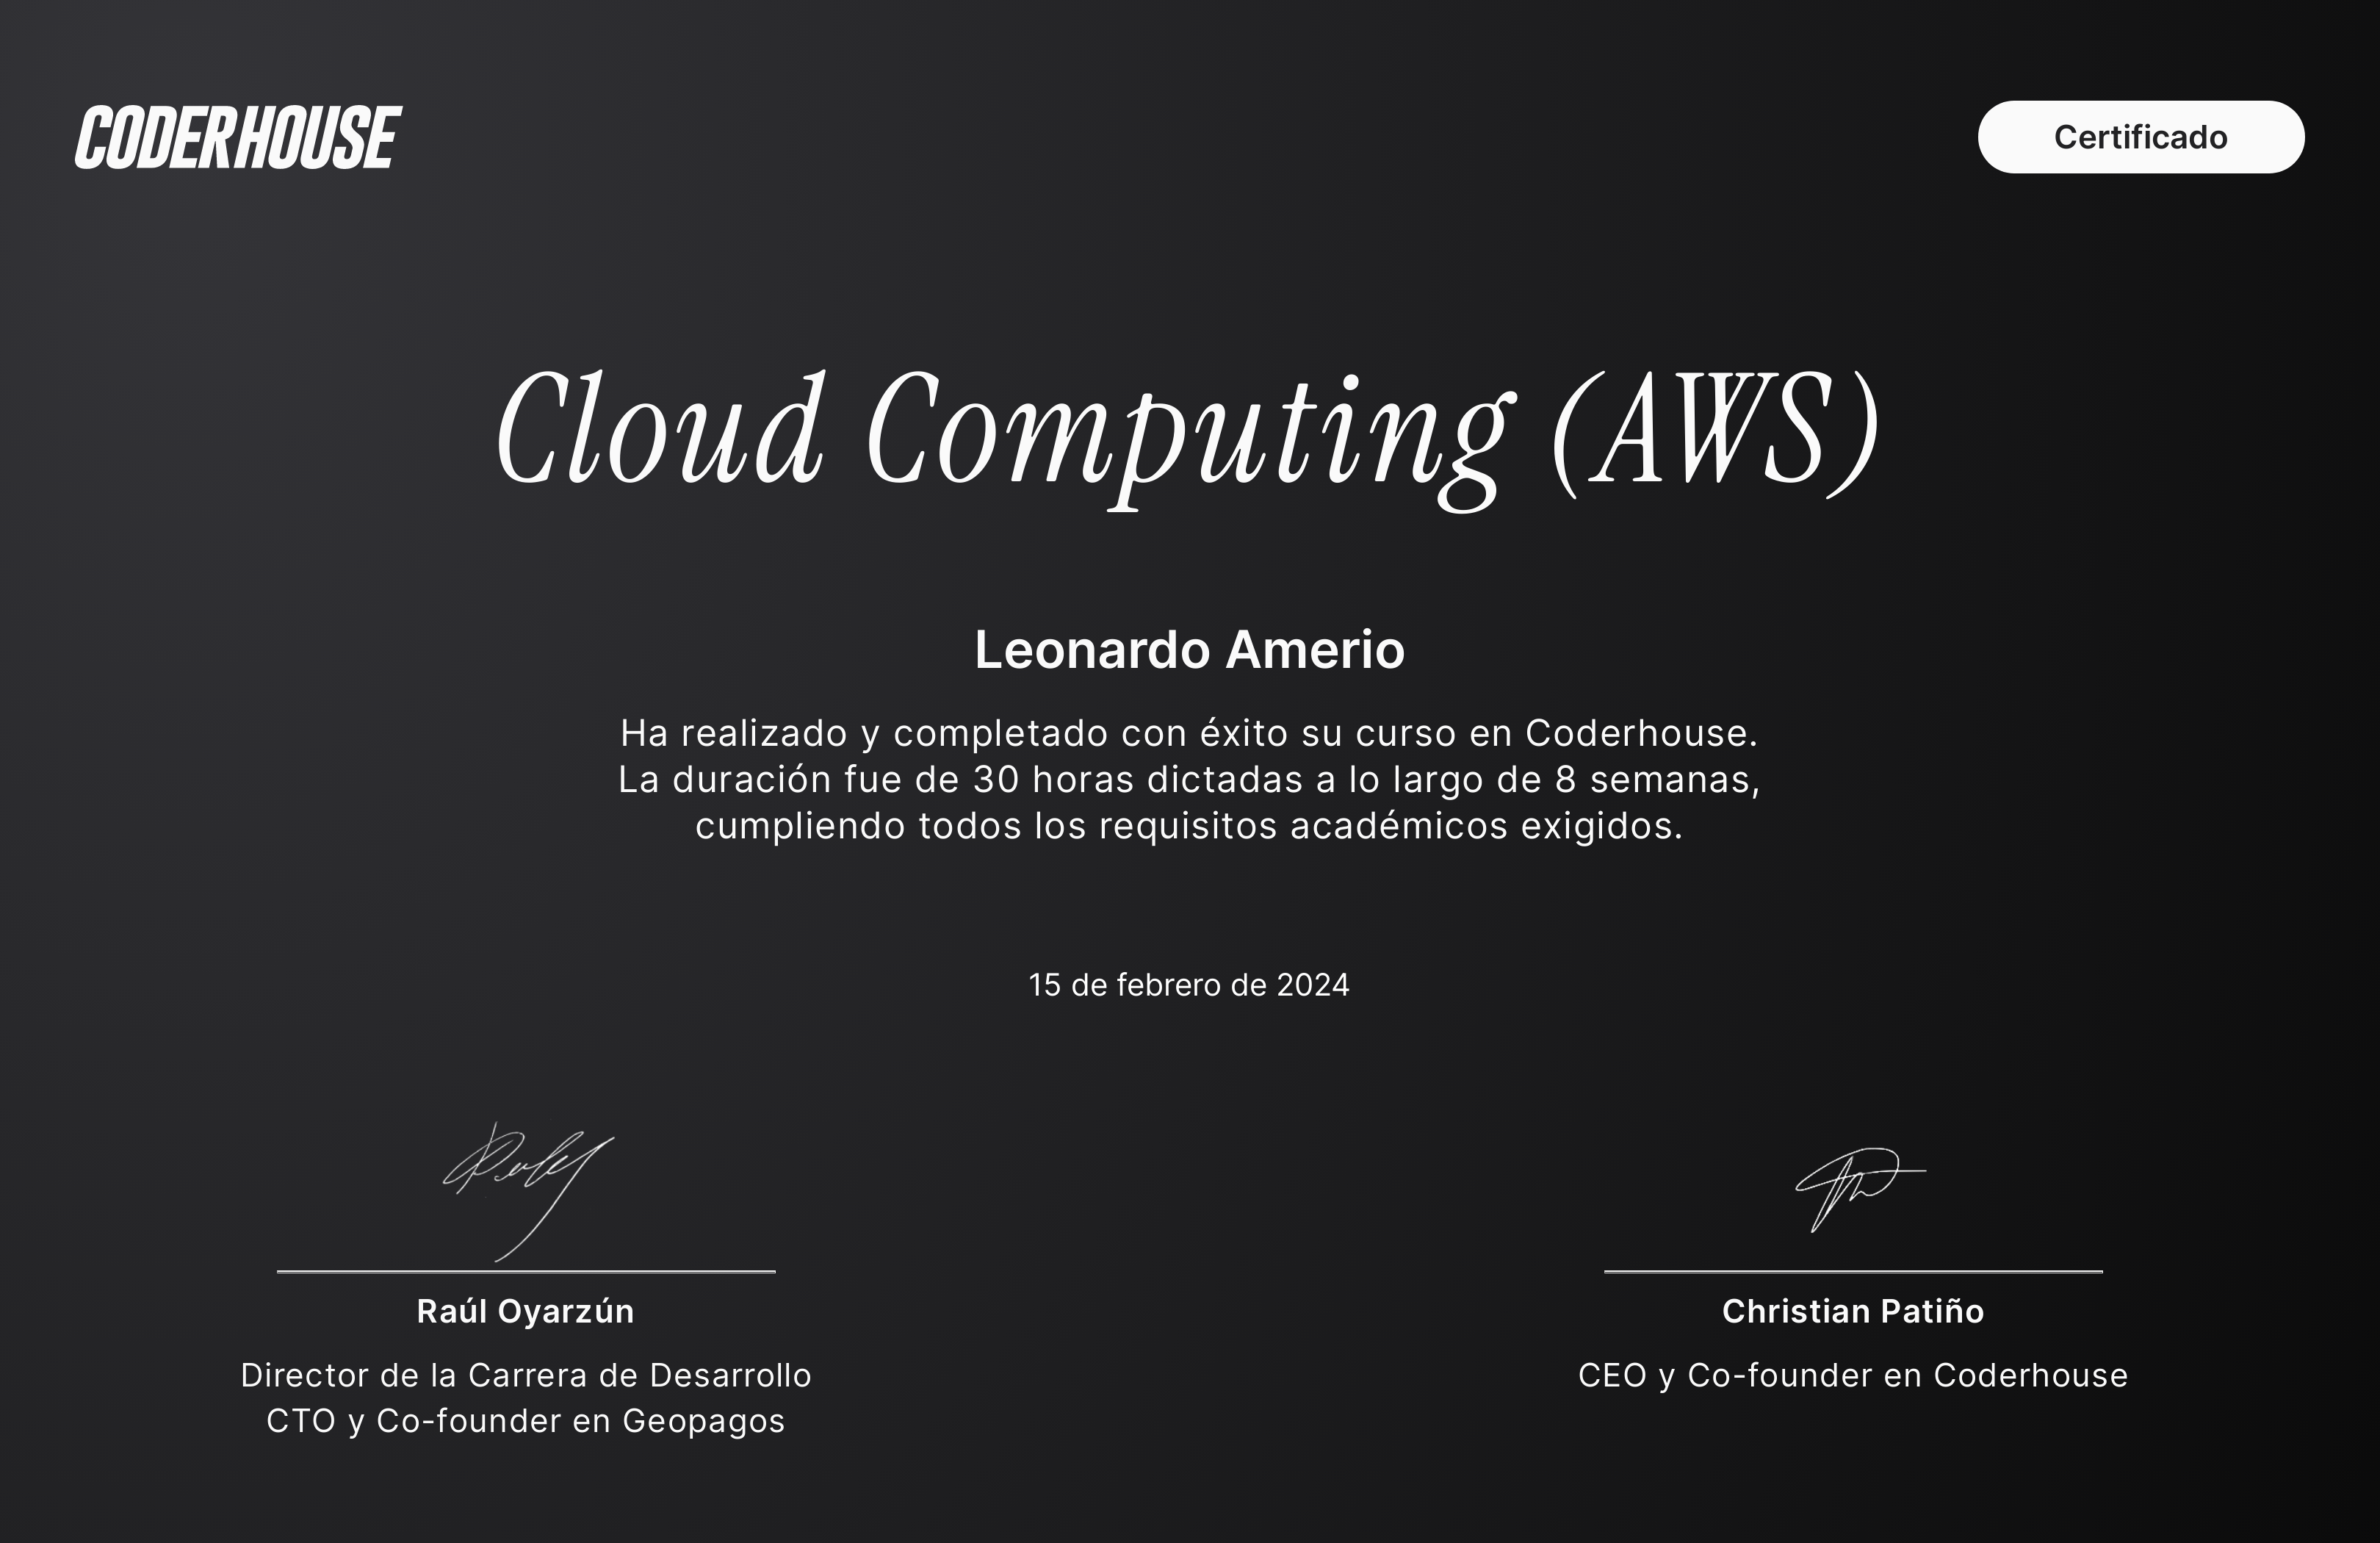 CODERHOUSE
Certificado
Cloud Computing (AWS)
Leonardo Amerio
Ha realizado y completado con éxito su curso en Coderhouse.
La duración fue de 30 horas dictadas a lo largo de 8 semanas,
cumpliendo todos los requisitos académicos exigidos.
15 de febrero de 2024
Raúl Oyarzún
Director de la Carrera de Desarrollo
CTO y Co-founder en Geopagos
Christian Patiño
CEO y Co-founder en Coderhouse